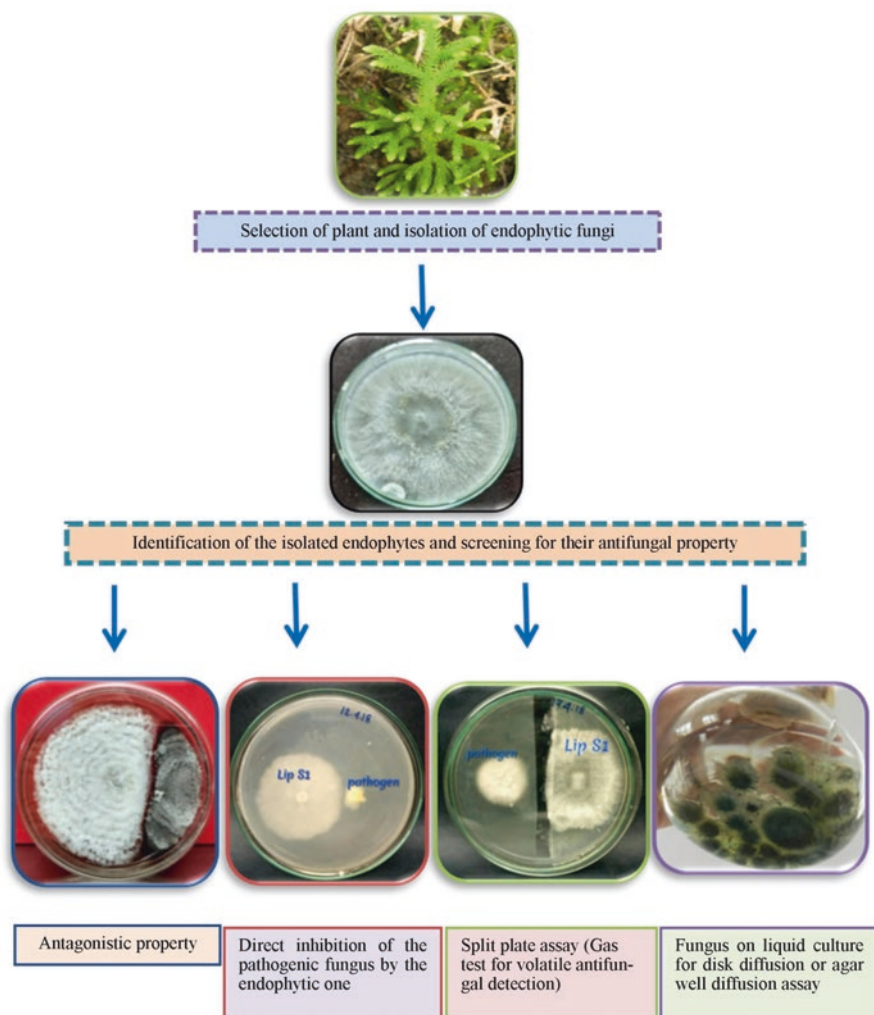 Selection of plant and isolation of endophytic fungi
Identification of the isolated endophytes and screening for their antifungal property
12.4.18
Lip S1
pathogen
Lip S1
pathogen
Antagonistic property
Direct inhibition of the
pathogenic fungus by the
endophytic one
Split plate assay (Gas
test for volatile antifun-
gal detection)
Fungus on liquid culture
for disk diffusion or agar
well diffusion assay